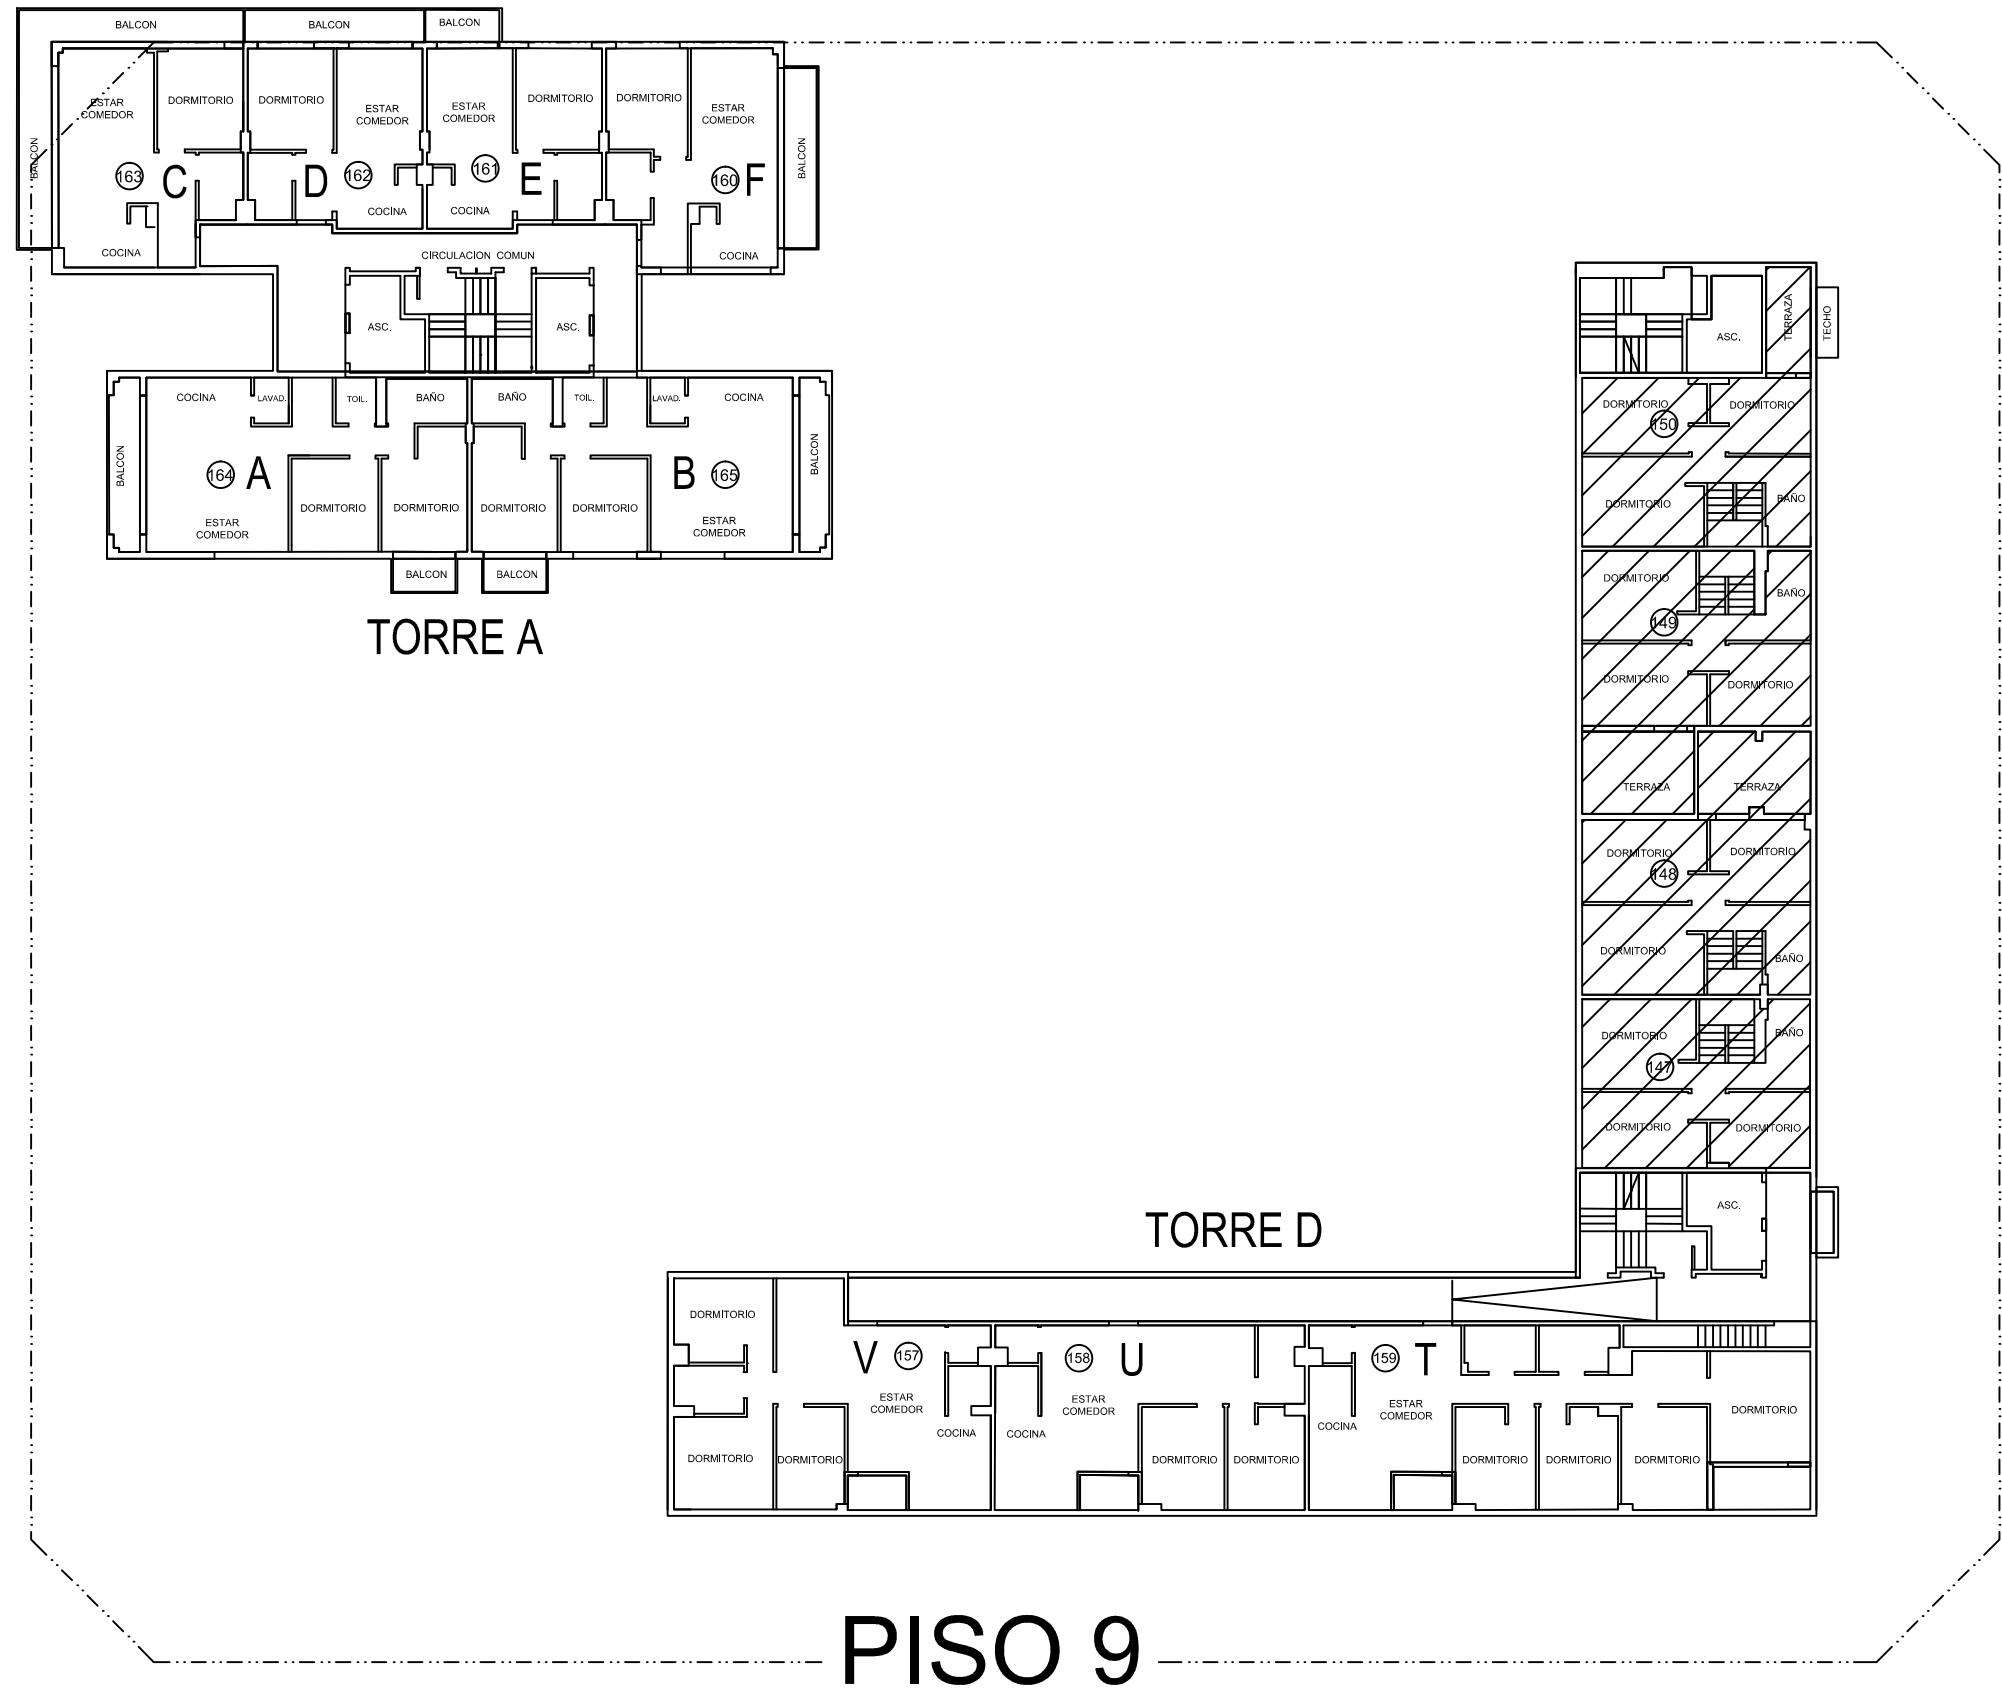 BALCON
BALCON
BALCON
ESTAR
COMEDOR
DORMITORIO
DORMITORIO
ESTAR
COMEDOR
ESTAR
COMEDOR
DORMITORIO
DORMITORIO
ESTAR
COMEDOR
BALCON
BALCON
163
C
D
162
161
E
160
F
COCINA
COCINA
COCINA
COCINA
CIRCULACION COMUN
ASC.
ASC.
COCINA
LAVAD.
TOIL.
BAÑO
BAÑO
TOIL.
LAVAD.
COCINA
BALCON
164
A
B
165
BALCON
ESTAR
COMEDOR
DORMITORIO
DORMITORIO
DORMITORIO
DORMITORIO
ESTAR
COMEDOR
BALCON
BALCON
TORRE A
ASC.
TERRAZA
TECHO
DORMITORIO
DORMITORIO
150
DORMITORIO
BAÑO
DORMITORIO
BAÑO
149
DORMITORIO
DORMITORIO
TERRAZA
TERRAZA
DORMITORIO
DORMITORIO
148
DORMITORIO
BAÑO
DORMITORIO
BAÑO
147
DORMITORIO
DORMITORIO
ASC.
TORRE D
DORMITORIO
V
157
158
U
159
T
ESTAR
COMEDOR
ESTAR
COMEDOR
ESTAR
COMEDOR
DORMITORIO
COCINA
COCINA
COCINA
DORMITORIO
DORMITORIO
DORMITORIO
DORMITORIO
DORMITORIO
DORMITORIO
DORMITORIO
PISO 9